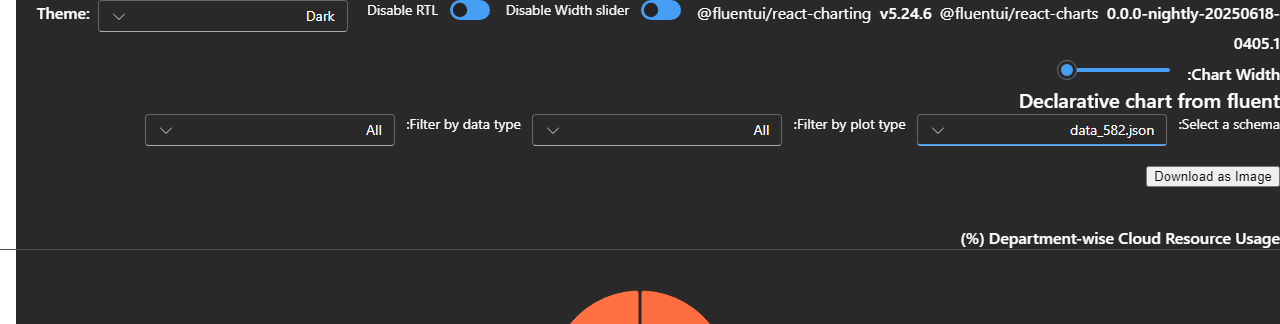 Theme:
Dark
Disable RTL
Disable Width slider
@fluentui/react-charting v5.24.6 @fluentui/react-charts 0.0.0-nightly-20250618-
0405.1
:Chart Width
Declarative chart from fluent
:Select a schema
data_582.json
:Filter by plot type
All
:Filter by data type
All
Download as Image
(%) Department-wise Cloud Resource Usage